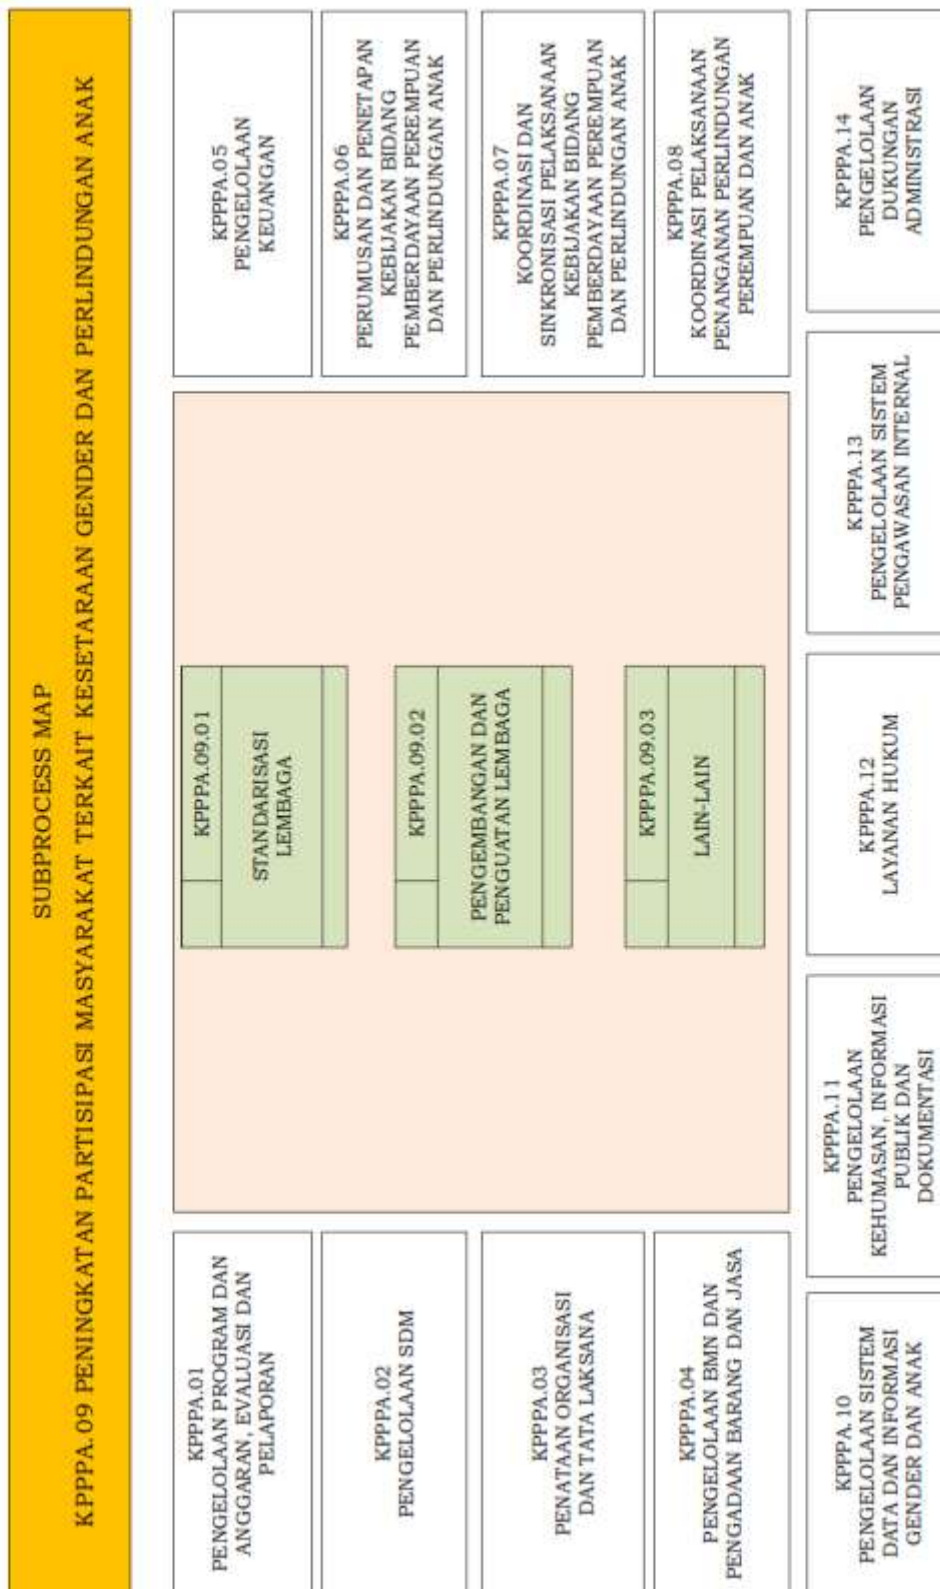 SUBPROCESS MAP
KPPPA.09 PENINGKATAN PARTISIPASI MASYARAKAT TERKAIT KESETARAAN GENDER DAN PERLINDUNGAN ANAK
KPPPA.01
PENGELOLAAN PROGRAM DAN
ANGGARAN, EVALUASI DAN
PELAPORAN
KPPPA.02
PENGELOLAAN SDM
KPPPA.03
PENATAAN ORGANISASI
DAN TATA LAKSANA
KPPPA.04
PENGELOLAAN BMN DAN
PENGADAAN BARANG DAN JASA
KPPPA.09.01
STANDARISASI
LEMBAGA
KPPPA.09.02
PENGEMBANGAN DAN
PENGUATAN LEMBAGA
KPPPA.09.03
LAIN-LAIN
KPPPA.05
PENGELOLAAN
KEUANGAN
KPPPA.06
PERUMUSAN DAN PENETAPAN
KEBIJAKAN BIDANG
PEMBERDAYAAN PEREMPUAN
DAN PERLINDUNGAN ANAK
KPPPA.07
KOORDINASI DAN
SINKRONISASI PELAKSANAAN
KEBIJAKAN BIDANG
PEMBERDAYAAN PEREMPUAN
DAN PERLINDUNGAN ANAK
KPPPA.08
KOORDINASI PELAKSANAAN
PENANGANAN PERLINDUNGAN
PEREMPUAN DAN ANAK
KPPPA.10
PENGELOLAAN SISTEM
DATA DAN INFORMASI
GENDER DAN ANAK
KPPPA.11
PENGELOLAAN
KEHUMASAN, INFORMASI
PUBLIK DAN
DOKUMENTASI
KPPPA.12
LAYANAN HUKUM
KPPPA.13
PENGELOLAAN SISTEM
PENGAWASAN INTERNAL
KPPPA.14
PENGELOLAAN
DUKUNGAN
ADMINISTRASI